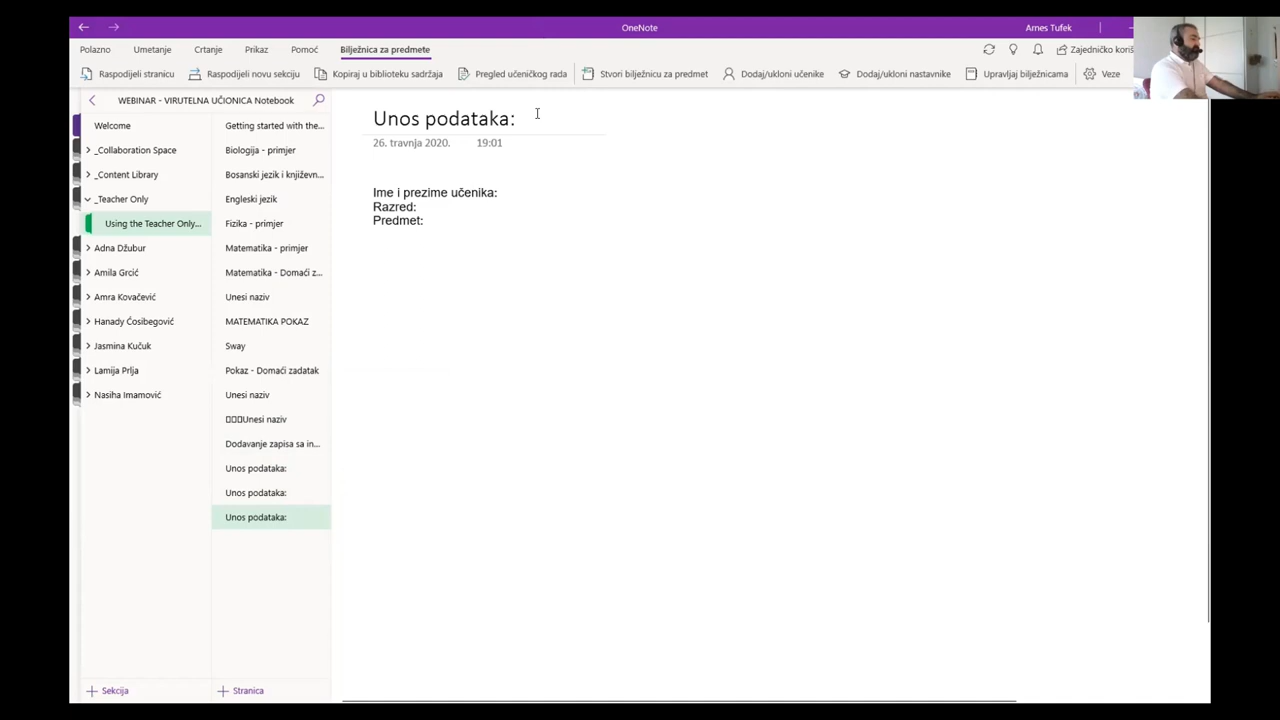 OneNote
Ames Tufek
Polazno
Umetanje
Crtanje
Prikaz
Pomoć
Bilježnica za predmete
Zajedničko koriš
Raspodijeli stranicu
Raspodijeli novu sekciju
Kopiraj u biblioteku sadržaja
Pregled učeničkog rada
Stvori bilježnicu za predmet
Dodaj/ukloni učenike
Dodaj/ukloni nastavnike
Upravljaj bilježnicama
Veze
WEBINAR - VIRUTELNA UČIONICA Notebook
Welcome
_Collaboration Space
_Content Library
_Teacher Only
Using the Teacher Only...
Adna Džubur
Amila Grcić
Amra Kovačević
Hanady Ćosibegović
Jasmina Kučuk
Lamija Prlja
Nasiha Imamović
Sekcija
Getting started with the...
Biologija - primjer
Bosanski jezik i književn...
Engleski jezik
Fizika - primjer
Matematika - primjer
Matematika - Domaći z...
Unesi naziv
MATEMATIKA POKAZ
Sway
Pokaz - Domaći zadatak
Unesi naziv
Unesi naziv
Dodavanje zapisa sa in...
Unos podataka:
Unos podataka:
Unos podataka:
Stranica
Unos podataka:
26. travnja 2020. 19:01
Ime i prezime učenika:
Razred:
Predmet: